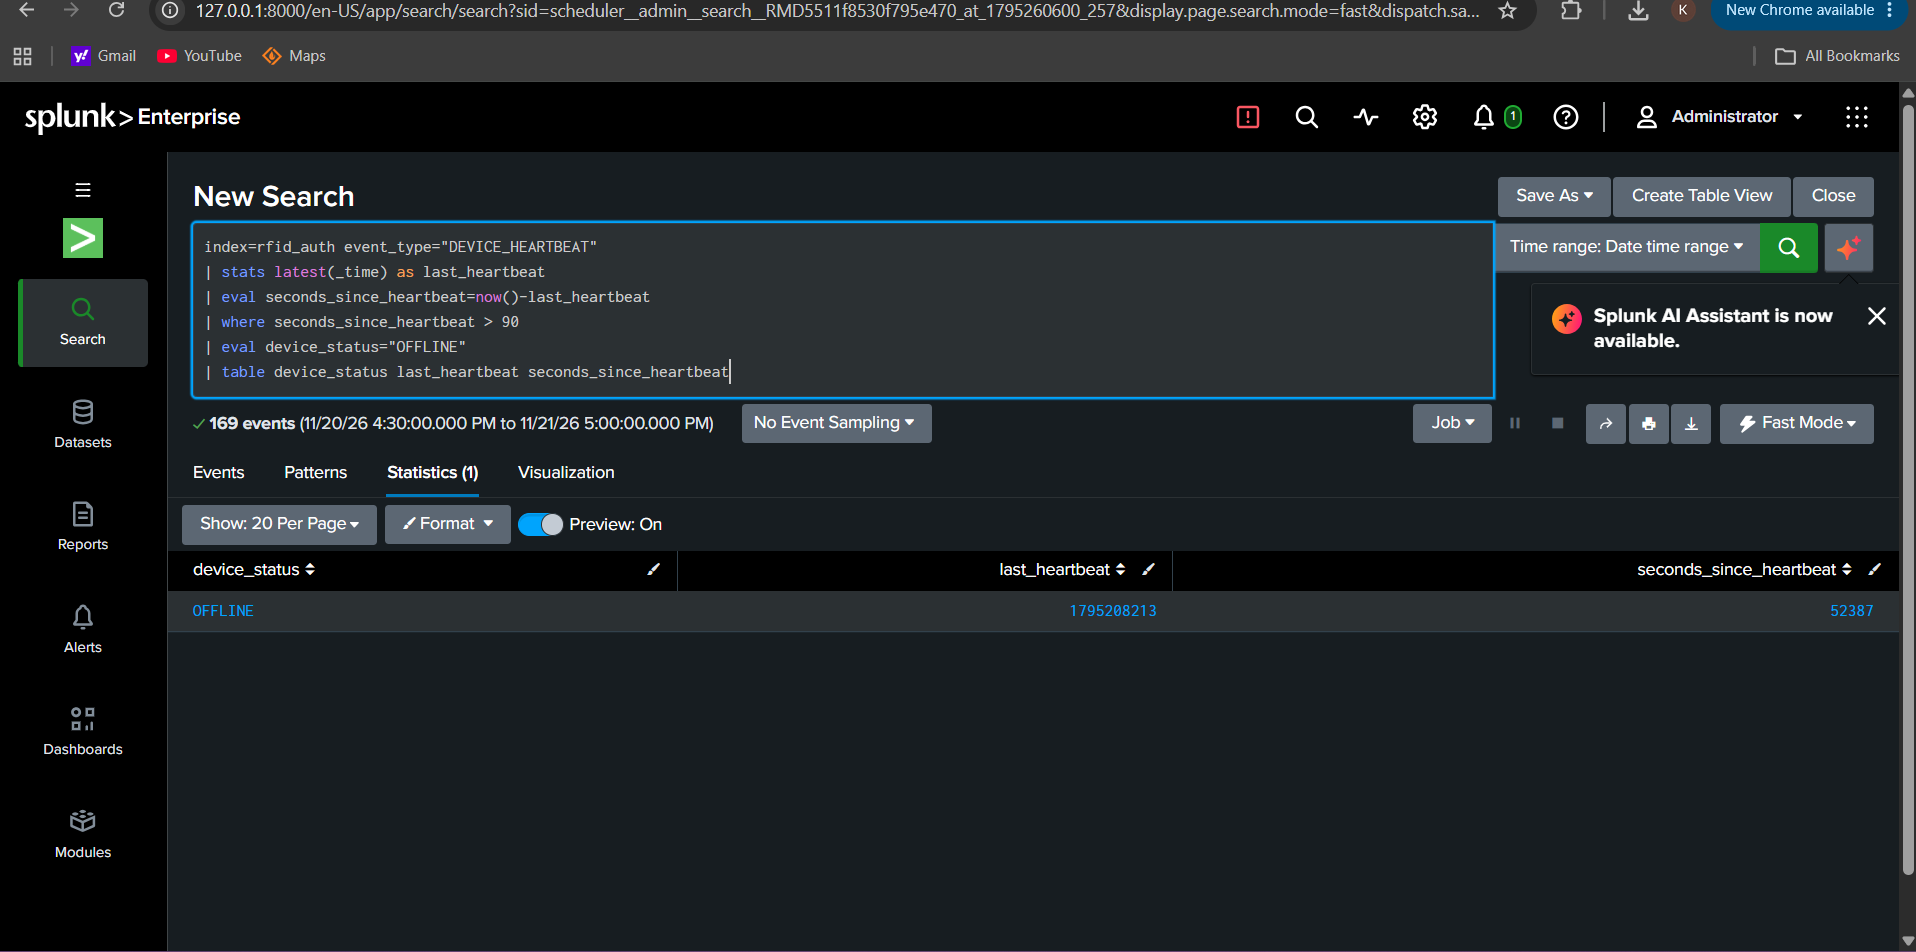 127.0.0.1:8000/en-US/app/search/search?sid=scheduler__admin__search__RMD5511f8530f795e470_at_1795260600_257&display.page.search.mode=fast&dispatch.sa...
K
New Chrome available
Gmail
YouTube
Maps
All Bookmarks
splunk> Enterprise
1
Administrator
New Search
Save As
Create Table View
Close
index=rfid_auth event_type="DEVICE_HEARTBEAT"
| stats latest(_time) as last_heartbeat
| eval seconds_since_heartbeat=now()-last_heartbeat
| where seconds_since_heartbeat > 90
| eval device_status="OFFLINE"
| table device_status last_heartbeat seconds_since_heartbeat
Time range: Date time range
Splunk AI Assistant is now
available.
Search
Datasets
Reports
Alerts
Dashboards
Modules
169 events (11/20/26 4:30:00.000 PM to 11/21/26 5:00:00.000 PM)
No Event Sampling
Job
Fast Mode
Events
Patterns
Statistics (1)
Visualization
Show: 20 Per Page
Format
Preview: On
device_status
last_heartbeat
seconds_since_heartbeat
OFFLINE
1795208213
52387